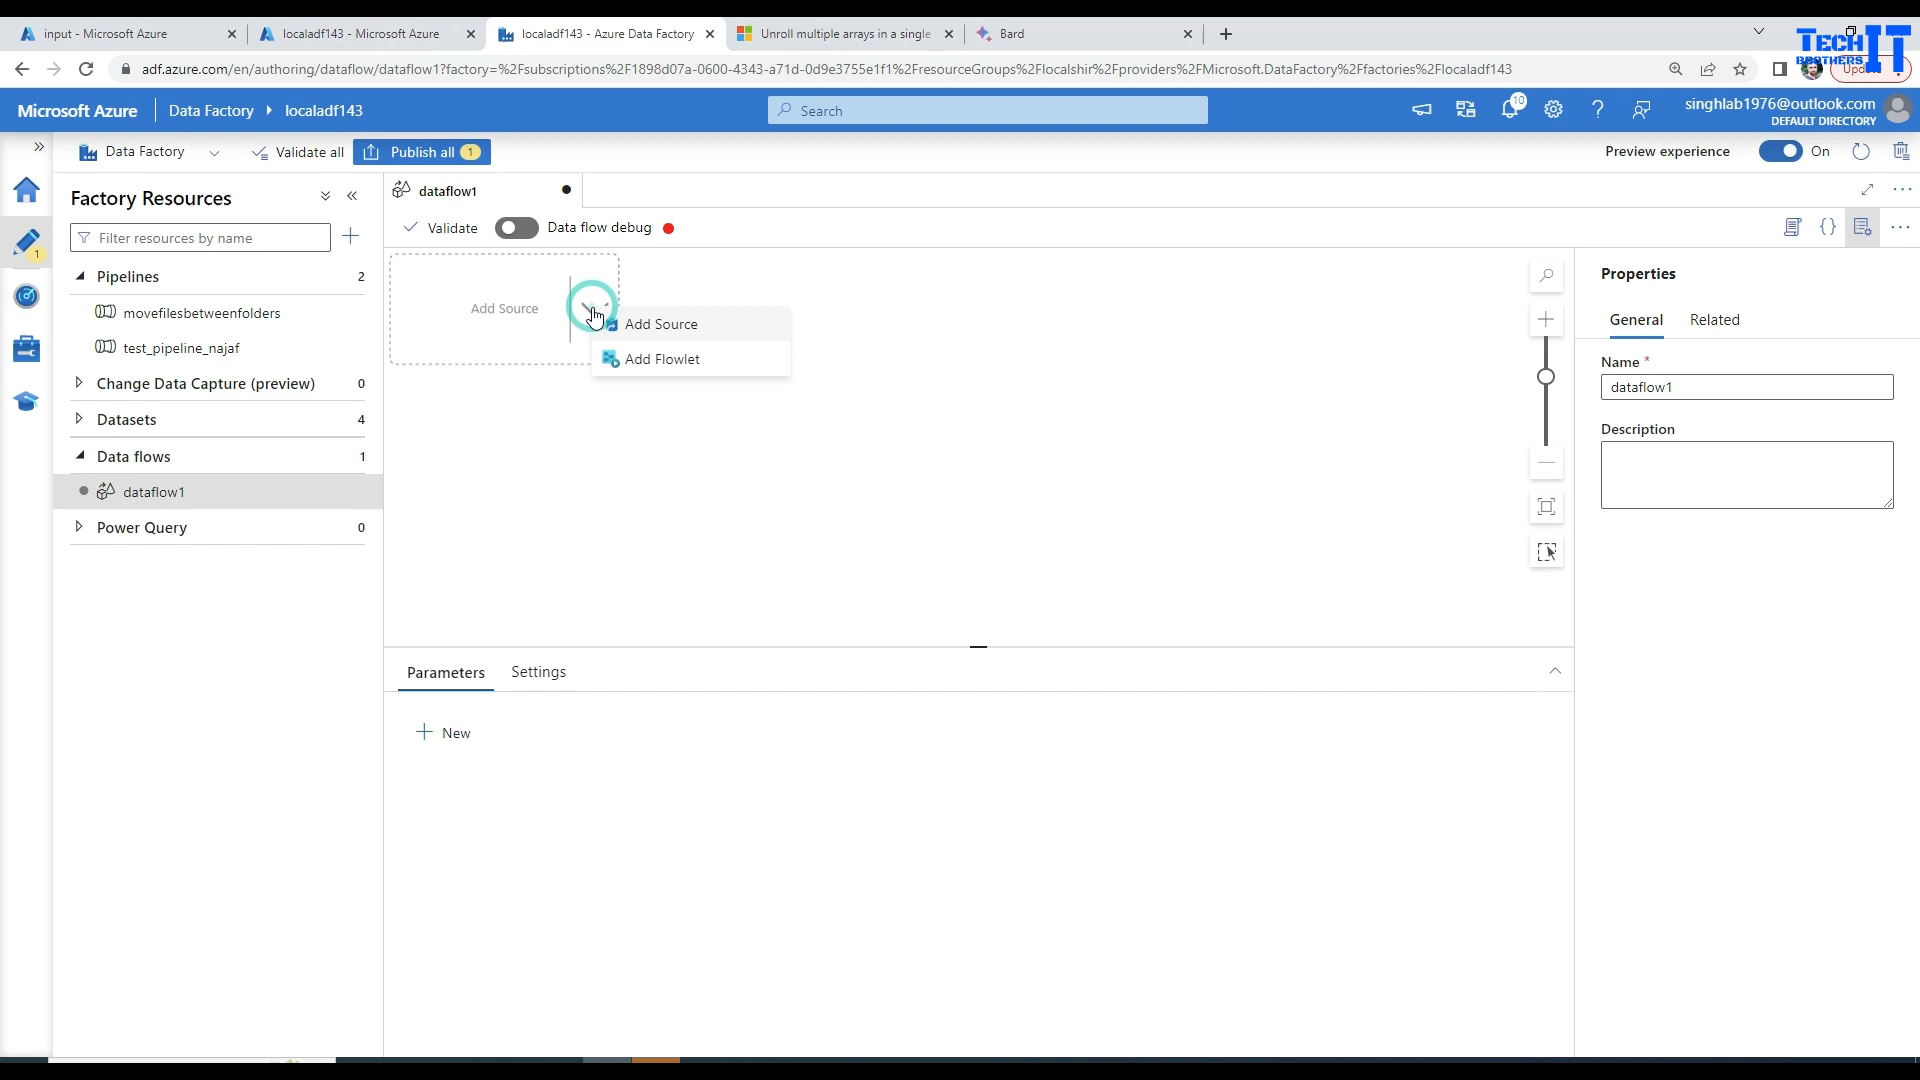 input - Microsoft Azure
localadf143 - Microsoft Azure
localadf143 - Azure Data Factory
Unroll multiple arrays in a single
Bard
TECH IT
BROTHERS
adf.azure.com/en/authoring/dataflow/dataflow1?factory=%2Fsubscriptions%2F1898d07a-0600-4343-a71d-0d9e3755e1f1%2FresourceGroups%2Flocalshir%2Fproviders%2FMicrosoft.DataFactory%2Ffactories%2Flocaladf143
Microsoft Azure
Data Factory
localadf143
Search
10
singhlab1976@outlook.com
DEFAULT DIRECTORY
Data Factory
Validate all
Publish all 1
Preview experience
On
Factory Resources
dataflow1
Filter resources by name
Validate
Data flow debug
1
Pipelines 2
movefilesbetweenfolders
test_pipeline_najaf
Change Data Capture (preview) 0
Datasets 4
Data flows 1
dataflow1
Power Query 0
Add Source
Add Source
Add Flowlet
Properties
General
Related
Name *
dataflow1
Description
Parameters
Settings
New